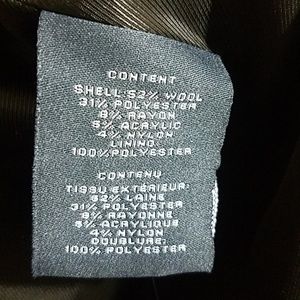 CONTENT
SHELL:52% WOOL
31% POLYESTER
8% RAYON
5% ACRYLIC
4% NYLON
LINING:
100% POLYESTER
CONTENU
TISSU EXTÉRIEUR:
52% LAINE
31% POLYESTER
8% RAYONNE
5% ACRYLIQUE
4% NYLON
DOUBLURE:
100% POLYESTER